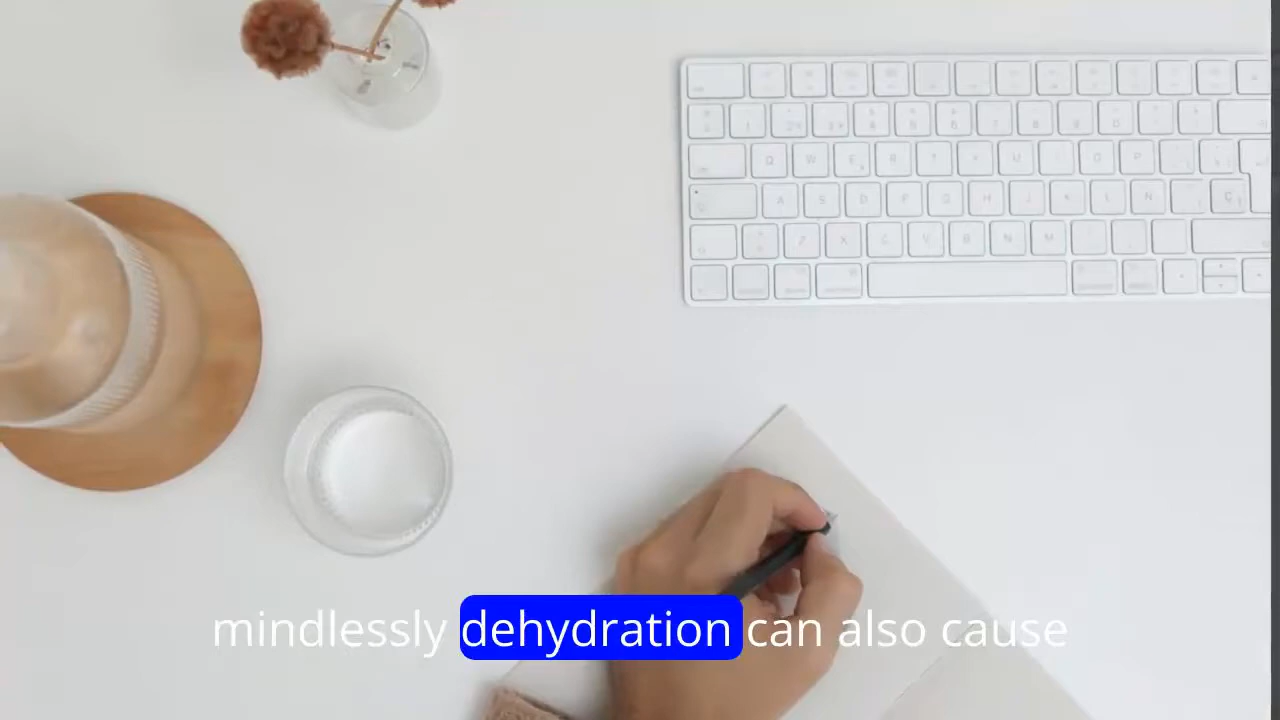 Q W E R T U O P
A S D F G H J K L Ñ Ç
Z X C V B N M
mindlessly dehydration can also cause